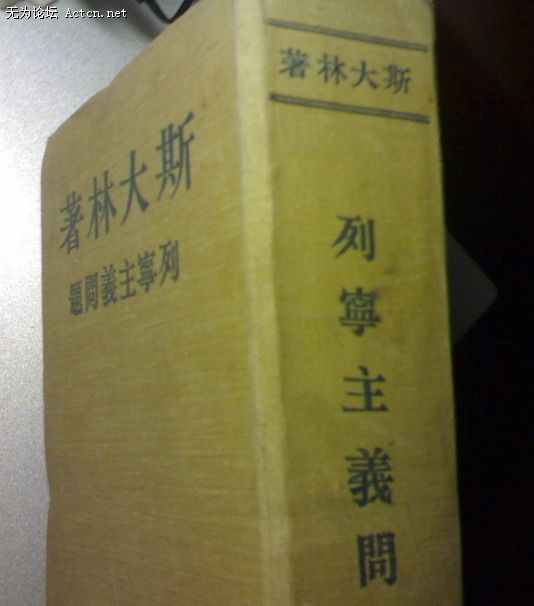 无为论坛 Actcn.net
斯大林著
列寧主義問題
斯大林著
列寧主義問